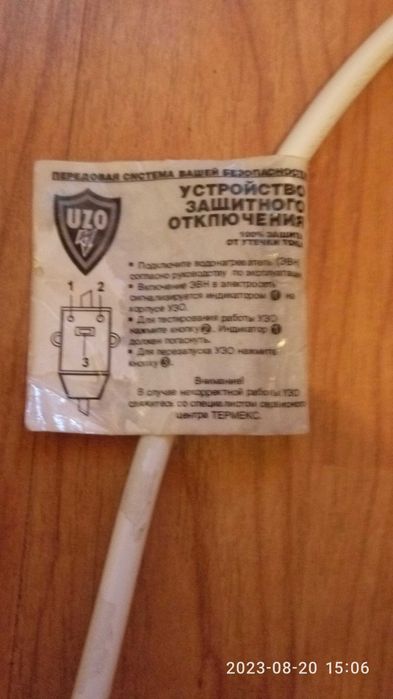 ПЕРЕДОВАЯ СИСТЕМА ВАШЕЙ БЕЗОПАСНОСТИ
UZO
УСТРОЙСТВО
ЗАЩИТНОГО
ОТКЛЮЧЕНИЯ
100% ЗАЩИТА
ОТ УТЕЧКИ ТОКА
▪ Подключите водонагреватель (ЭВН)
согласно руководству по эксплуатации
▪ Включение ЭВН в электросеть
сигнализируется индикатором 1 на
корпусе УЗО.
▪ Для тестирования работы УЗО
нажмите кнопку 2. Индикатор 1
должен погаснуть.
▪ Для перезапуска УЗО нажмите
кнопку 3.
1 2
3
Внимание!
В случае некорректной работы УЗО
свяжитесь со специалистом сервисного
центра ТЕРМЕКС.
2023-08-20 15:06